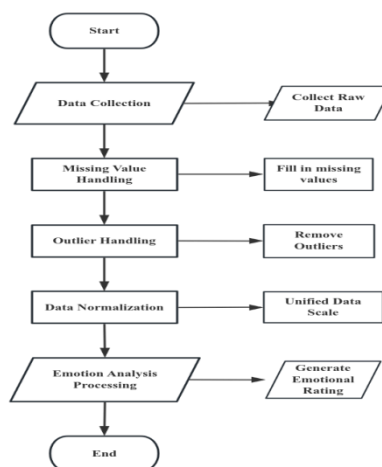 Start
Data Collection
Collect Raw
Data
Missing Value
Handling
Fill in missing
values
Outlier Handling
Remove
Outliers
Data Normalization
Unified Data
Scale
Emotion Analysis
Processing
Generate
Emotional
Rating
End